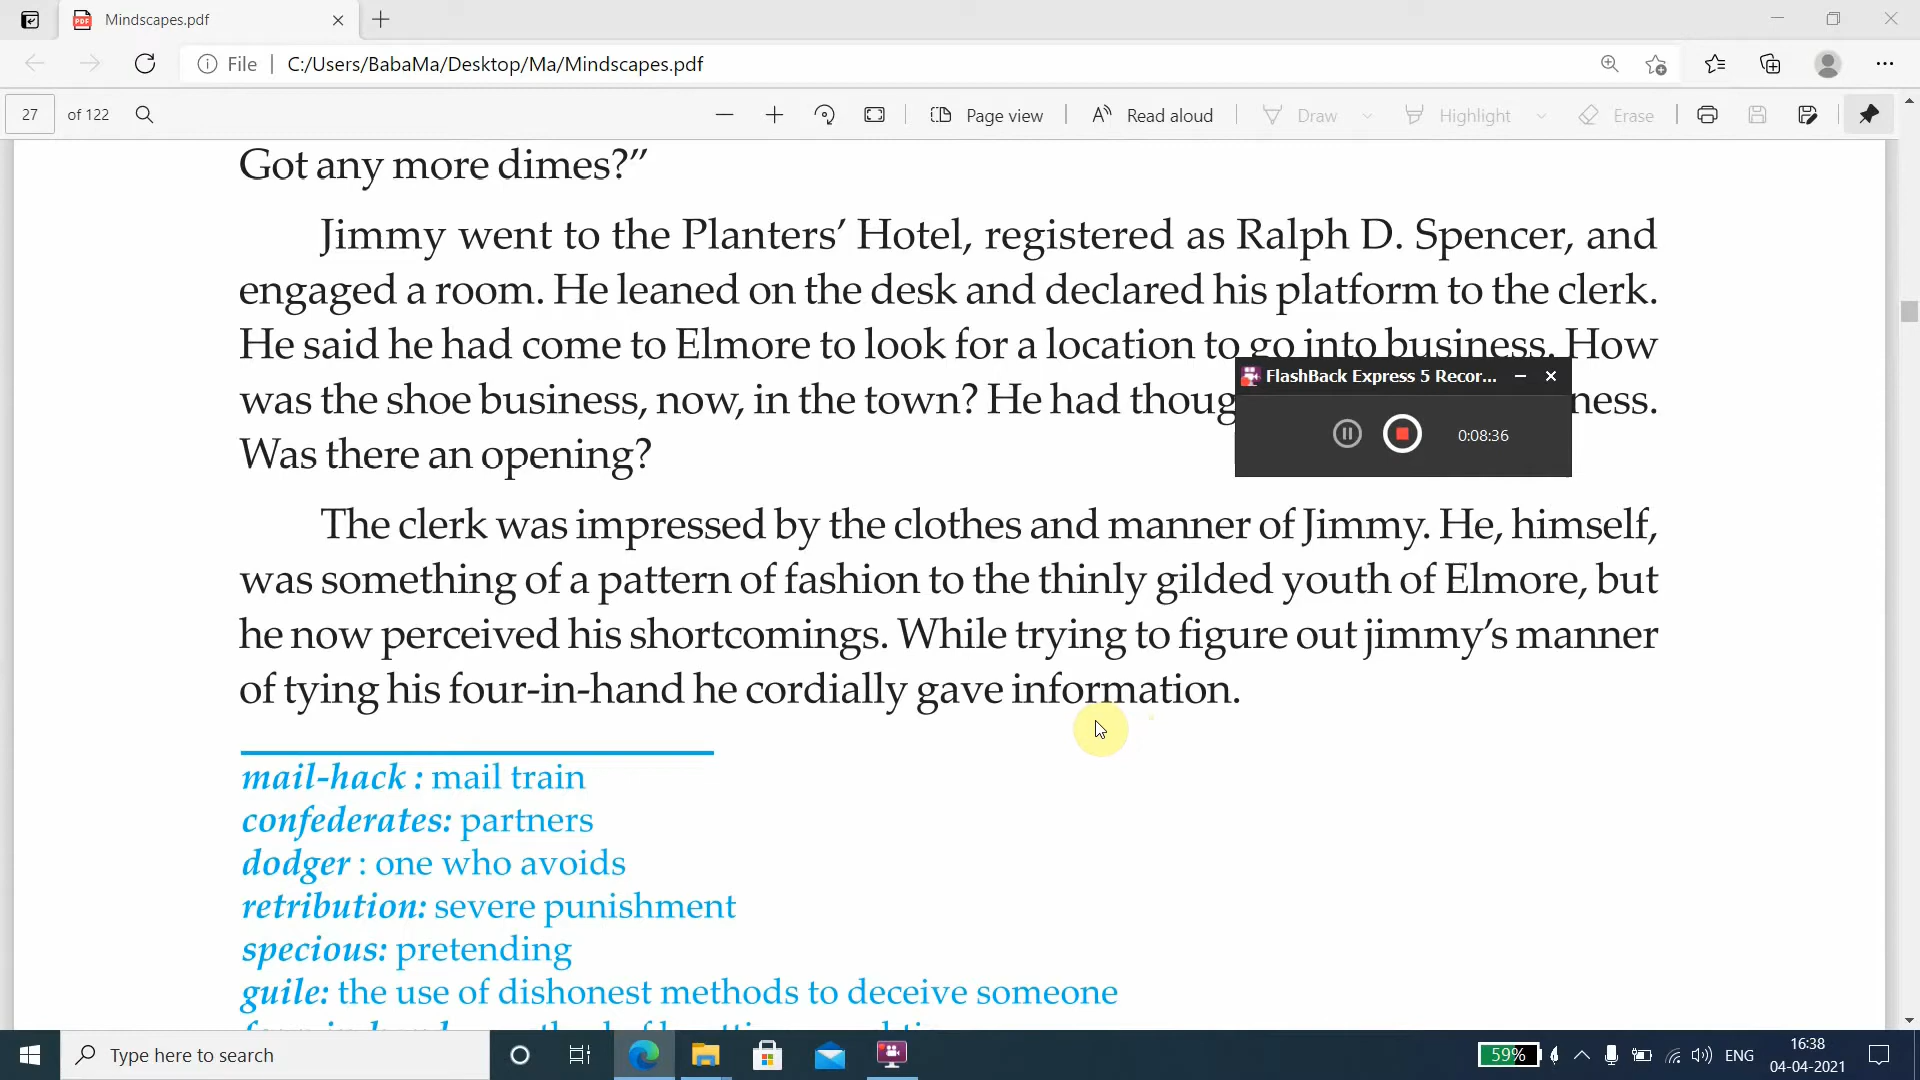 Mindscapes.pdf
File
C:/Users/BabaMa/Desktop/Ma/Mindscapes.pdf
27 of 122
Page view
Read aloud
Draw
Highlight
Erase
Got any more dimes?”
Jimmy went to the Planters’ Hotel, registered as Ralph D. Spencer, and
engaged a room. He leaned on the desk and declared his platform to the clerk.
He said he had come to Elmore to look for a location to go into business. How
was the shoe business, now, in the town? He had thoug
ness.
Was there an opening?
FlashBack Express 5 Recor...
0:08:36
The clerk was impressed by the clothes and manner of Jimmy. He, himself,
was something of a pattern of fashion to the thinly gilded youth of Elmore, but
he now perceived his shortcomings. While trying to figure out jimmy’s manner
of tying his four-in-hand he cordially gave information.
mail-hack : mail train
confederates: partners
dodger : one who avoids
retribution: severe punishment
specious: pretending
guile: the use of dishonest methods to deceive someone
Type here to search
59%
ENG
16:38
04-04-2021